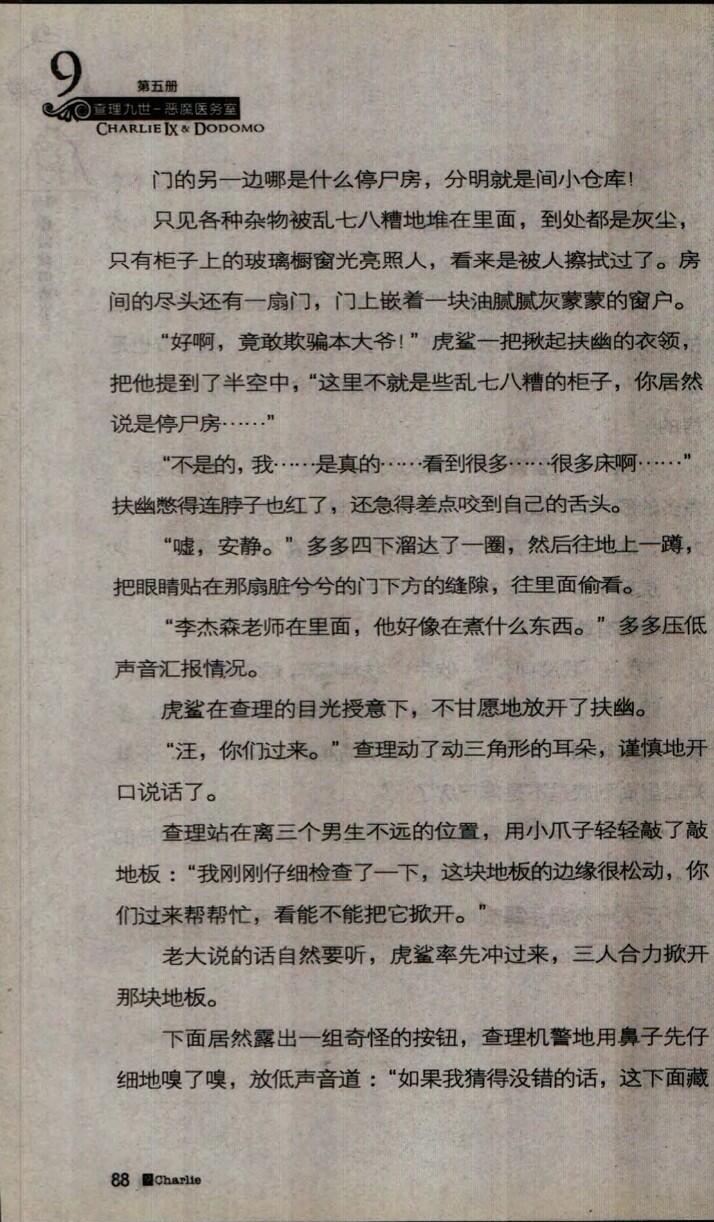 9
第五册
查理九世-恶魔医务室
CHARLIE IX & DODOMO
门的另一边哪是什么停尸房，分明就是间小仓库！
只见各种杂物被乱七八糟地堆在里面，到处都是灰尘，
只有柜子上的玻璃橱窗光亮照人，看来是被人擦拭过了。房
间的尽头还有一扇门，门上嵌着一块油腻腻灰蒙蒙的窗户。
“好啊，竟敢欺骗本大爷！”虎鲨一把揪起扶幽的衣领，
把他提到了半空中，“这里不就是些乱七八糟的柜子，你居然
说是停尸房……”
“不是的，我……是真的……看到很多……很多床啊……”
扶幽憋得连脖子也红了，还急得差点咬到自己的舌头。
“嘘，安静。”多多四下溜达了一圈，然后往地上一蹲，
把眼睛贴在那扇脏兮兮的门下方的缝隙，往里面偷看。
“李杰森老师在里面，他好像在煮什么东西。”多多压低
声音汇报情况。
虎鲨在查理的目光授意下，不甘愿地放开了扶幽。
“汪，你们过来。”查理动了动三角形的耳朵，谨慎地开
口说话了。
查理站在离三个男生不远的位置，用小爪子轻轻敲了敲
地板：“我刚刚仔细检查了一下，这块地板的边缘很松动，你
们过来帮帮忙，看能不能把它掀开。”
老大说的话自然要听，虎鲨率先冲过来，三人合力掀开
那块地板。
下面居然露出一组奇怪的按钮，查理机警地用鼻子先仔
细地嗅了嗅，放低声音道：“如果我猜得没错的话，这下面藏
88 Charlie